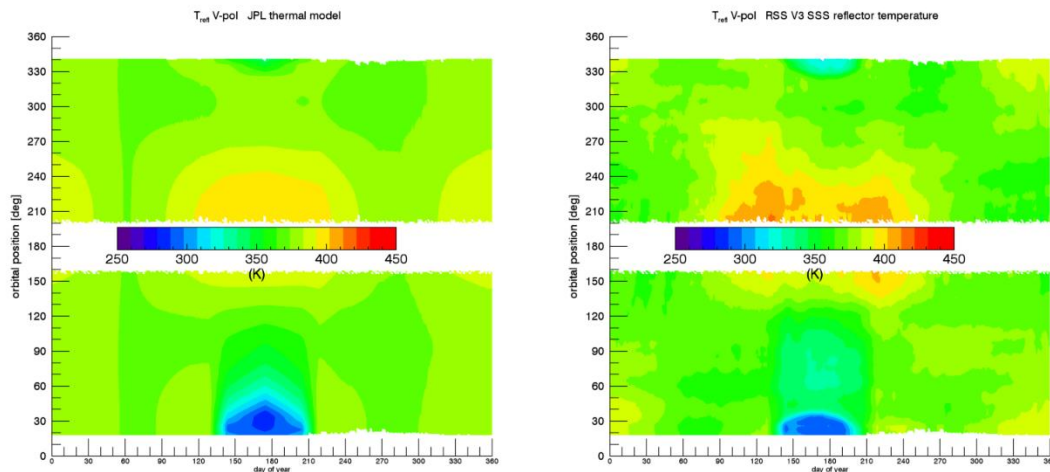 T_refl V-pol JPL thermal model
360
330
300
270
240
210
180
150
120
90
60
30
0
orbital position [deg]
250 300 350 400 450
(K)
0 30 60 90 120 150 180 210 240 270 300 330 360
day of year
T_refl V-pol RSS V3 SSS reflector temperature
360
330
300
270
240
210
180
150
120
90
60
30
0
orbital position [deg]
250 300 350 400 450
(K)
0 30 60 90 120 150 180 210 240 270 300 330 360
day of year